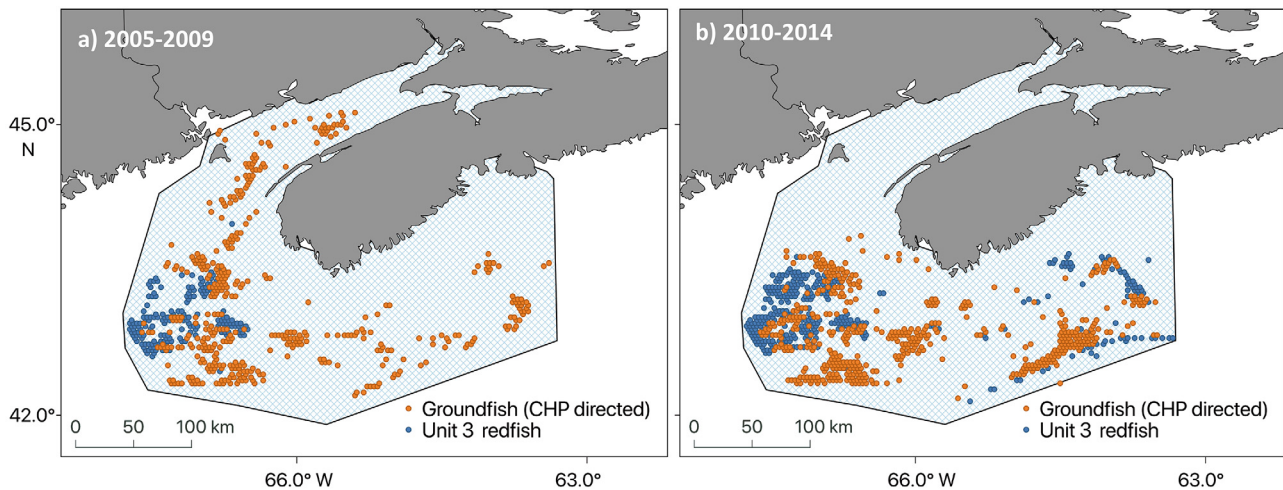 a) 2005-2009
45.0°
N
42.0°
0 50 100 km
Groundfish (CHP directed)
Unit 3 redfish
66.0° W 63.0°
b) 2010-2014
0 50 100 km
Groundfish (CHP directed)
Unit 3 redfish
66.0° W 63.0°